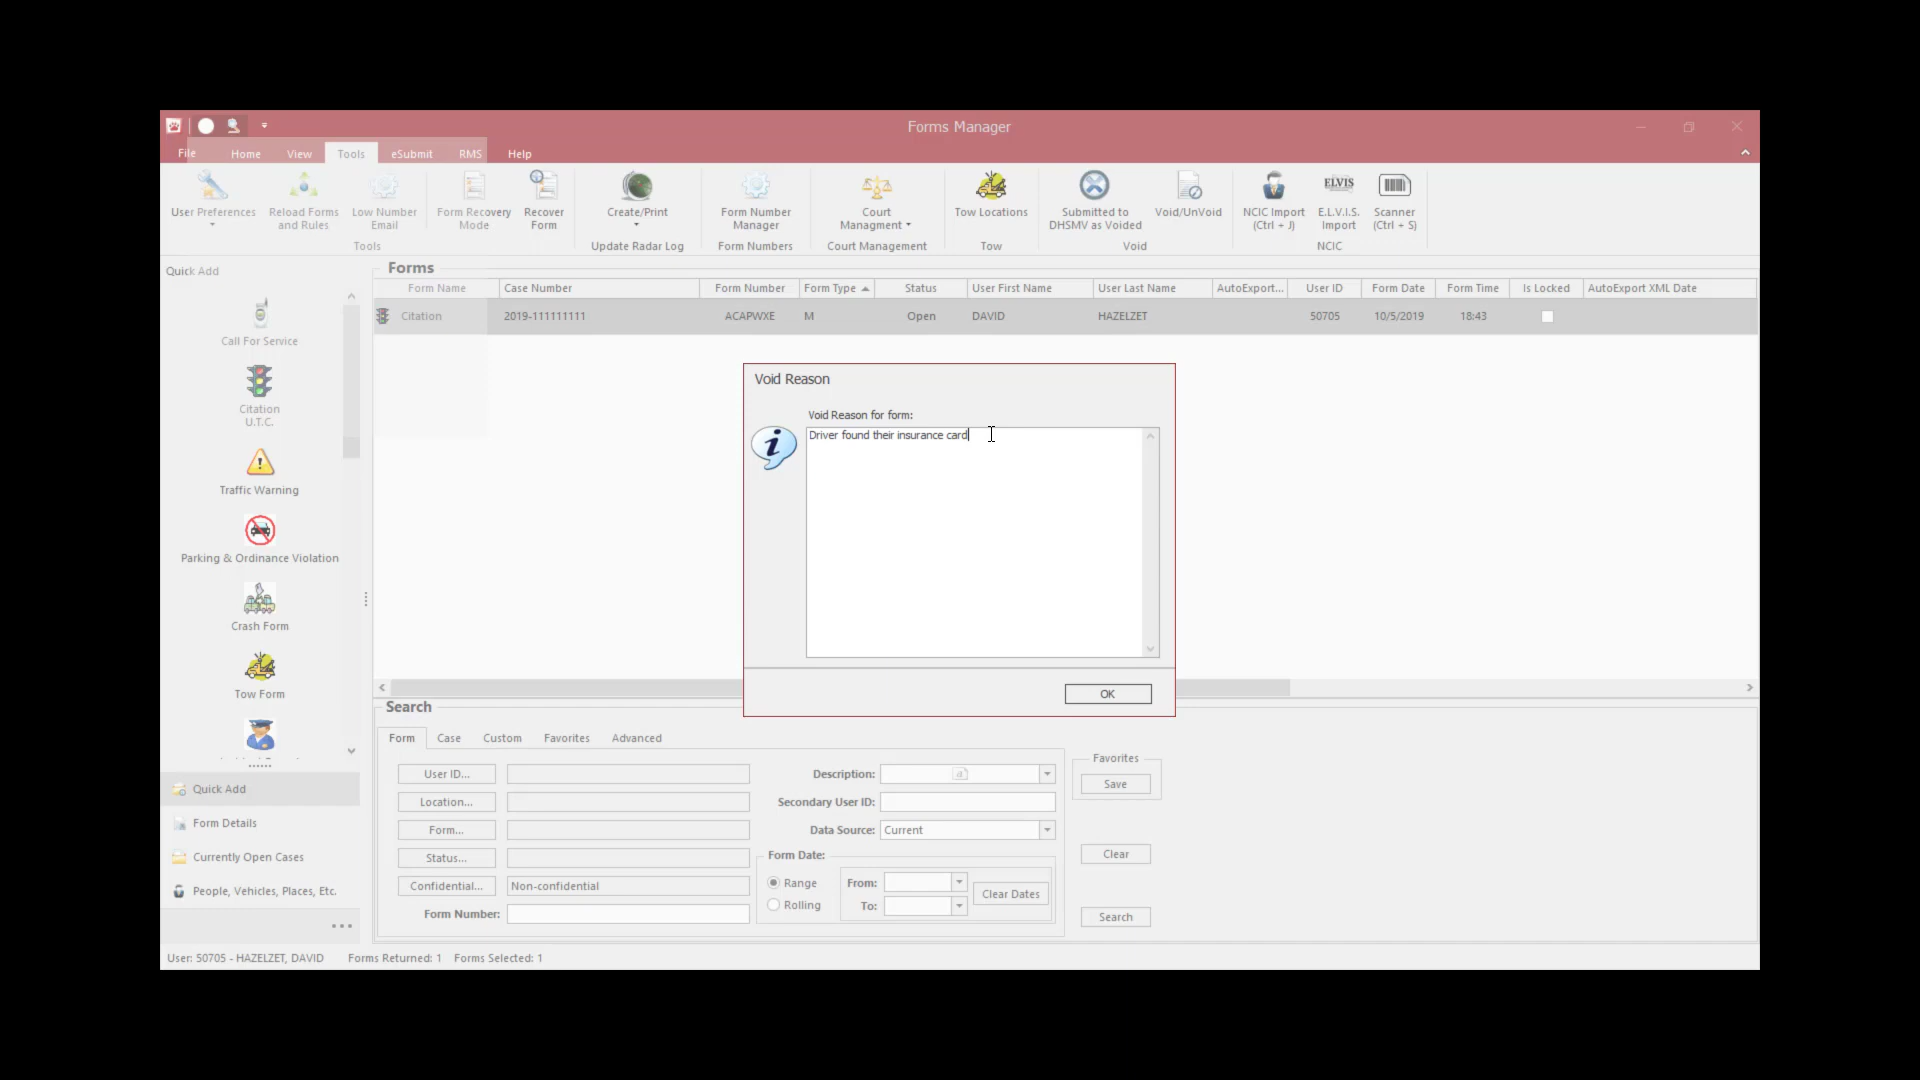 Forms Manager
File Home View Tools eSubmit RMS Help
User Preferences
Reload Forms and Rules
Low Number Email
Tools
Form Recovery Mode
Recover Form
Create/Print
Update Radar Log
Form Number Manager
Form Numbers
Court Managment
Court Management
Tow Locations
Tow
Submitted to DHSMV as Voided
Void/UnVoid
Void
NCIC Import (Ctrl + J)
ELVIS
E.L.V.I.S. Import
Scanner (Ctrl + S)
NCIC
Quick Add
Call For Service
Citation
U.T.C.
Traffic Warning
Parking & Ordinance Violation
Crash Form
Tow Form
Quick Add
Form Details
Currently Open Cases
People, Vehicles, Places, Etc.
Forms
Form Name Case Number Form Number Form Type Status User First Name User Last Name AutoExport... User ID Form Date Form Time Is Locked AutoExport XML Date
Citation 2019-111111111 ACAPWXE M Open DAVID HAZELZET 50705 10/5/2019 18:43
Void Reason
Void Reason for form:
Driver found their insurance card
OK
Search
Form Case Custom Favorites Advanced
User ID...
Location...
Form...
Status...
Confidential... Non-confidential
Form Number:
Description:
Secondary User ID:
Data Source: Current
Form Date:
Range
Rolling
From:
To:
Clear Dates
Favorites
Save
Clear
Search
User: 50705 - HAZELZET, DAVID Forms Returned: 1 Forms Selected: 1